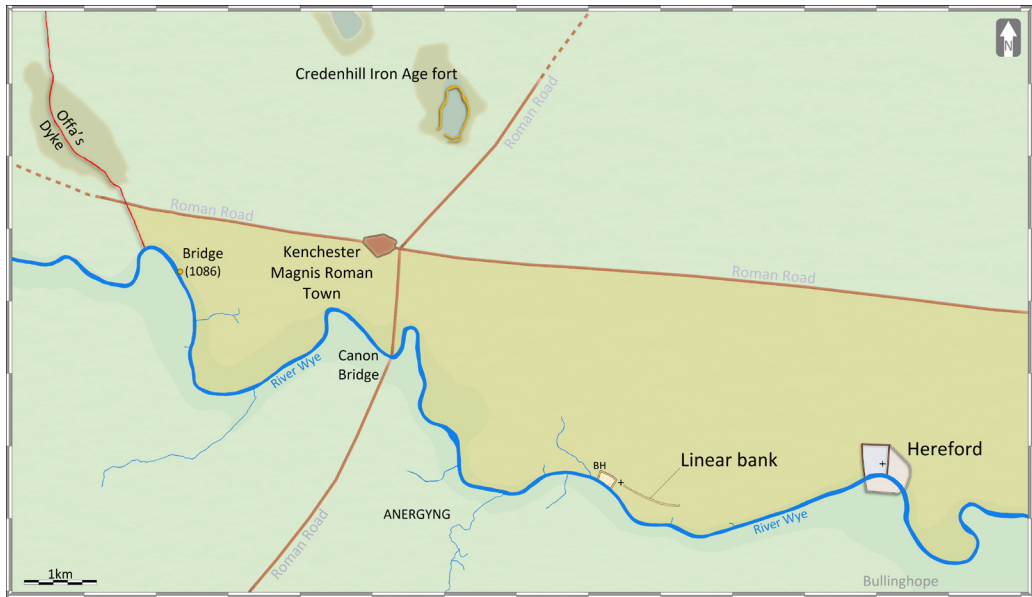 N
Credenhill Iron Age fort
Roman Road
Offa's
Dyke
Roman Road
Bridge
(1086)
Kenchester
Magnis Roman
Town
Roman Road
Canon
Bridge
River Wye
BH
+
Linear bank
+
Hereford
ANERGYNG
River Wye
Roman Road
1km
Bullinghope